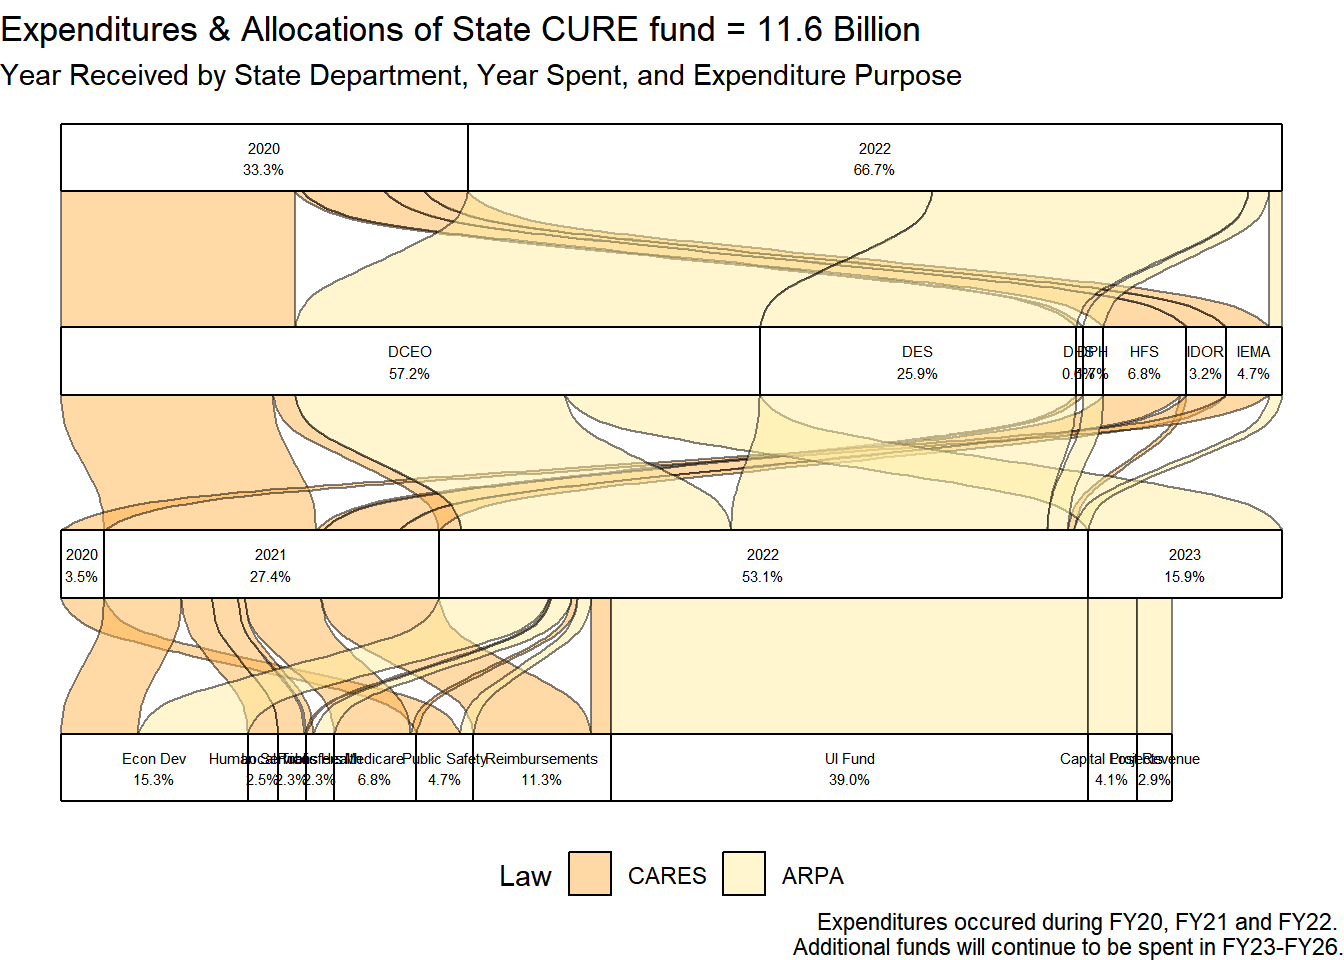 Expenditures & Allocations of State CURE fund = 11.6 Billion
Year Received by State Department, Year Spent, and Expenditure Purpose
2020 2022
33.3% 66.7%
DCEO DES DPH HFS IDOR IEMA
57.2% 25.9% 6.8% 3.2% 4.7%
2020 2021 2022 2023
3.5% 27.4% 53.1% 15.9%
Econ Dev Medicare Public Safety Reimbursements UI Fund Capital
15.3% 2.5% 2.3% 2.3% 6.8% 4.7% 11.3% 39.0% 4.1% 2.9%
Law CARES ARPA
Expenditures occured during FY20, FY21 and FY22.
Additional funds will continue to be spent in FY23-FY26.